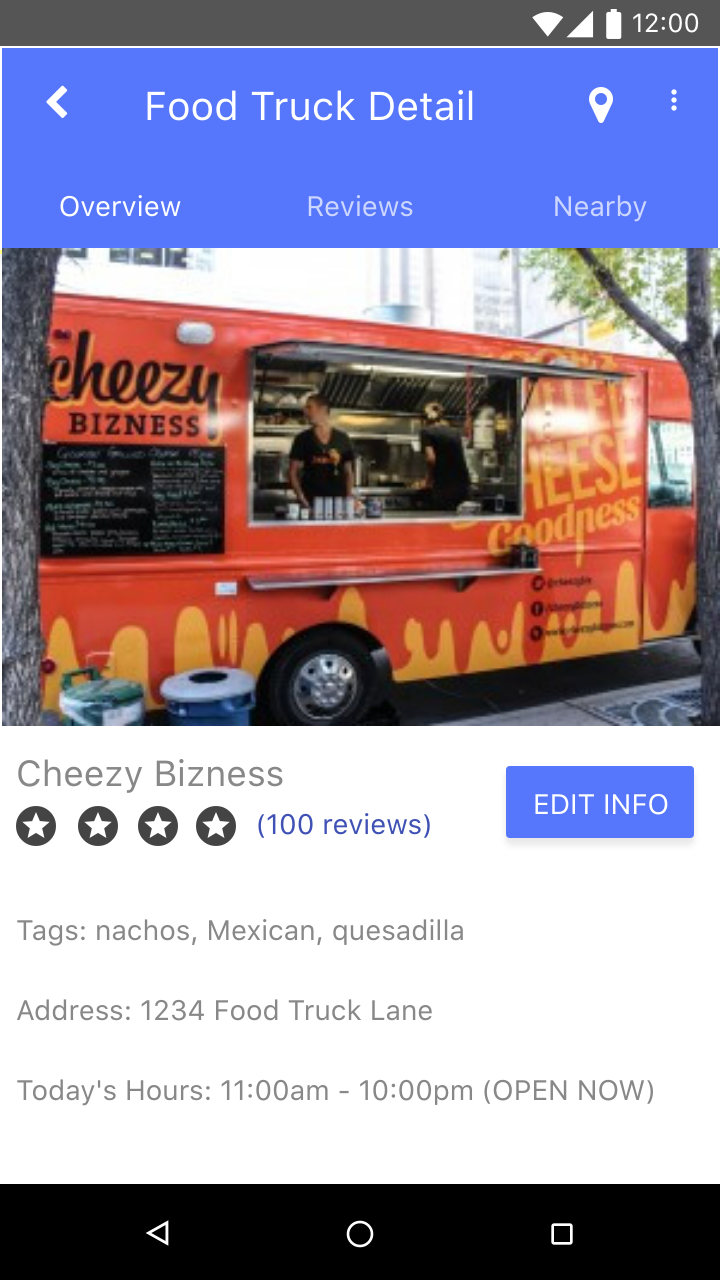 12:00
Food Truck Detail
Overview Reviews Nearby
cheezy
BIZNESS
CHEESE
Goodness
Cheezy Bizness
(100 reviews)
EDIT INFO
Tags: nachos, Mexican, quesadilla
Address: 1234 Food Truck Lane
Today's Hours: 11:00am - 10:00pm (OPEN NOW)